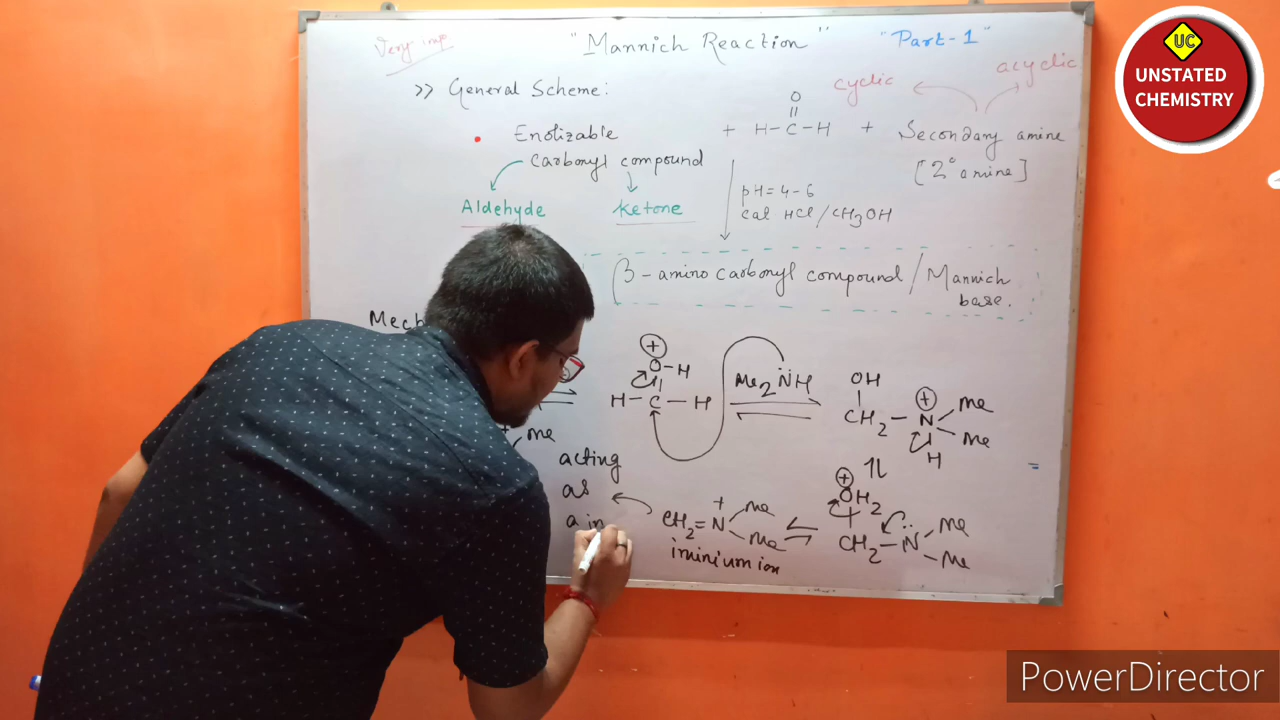 Very imp
"Mannich Reaction" "Part-1"
UC
UNSTATED
CHEMISTRY
>> General Scheme:
cyclic
acyclic
• Enolizable
Carbonyl compound
+ H-C-H + Secondary amine
O
[2° amine]
Aldehyde
Ketone
pH = 4-6
Cal HCl/CH3OH
β-amino carbonyl compound / Mannich
base.
Mech
+
O-H
H-C-H
Me2NH
OH
CH2-N
+
Me
Me
H
me
acting
as
a in
CH2=N
+
Me
Me
iminium ion
+
OH2
CH2-N
Me
Me
PowerDirector